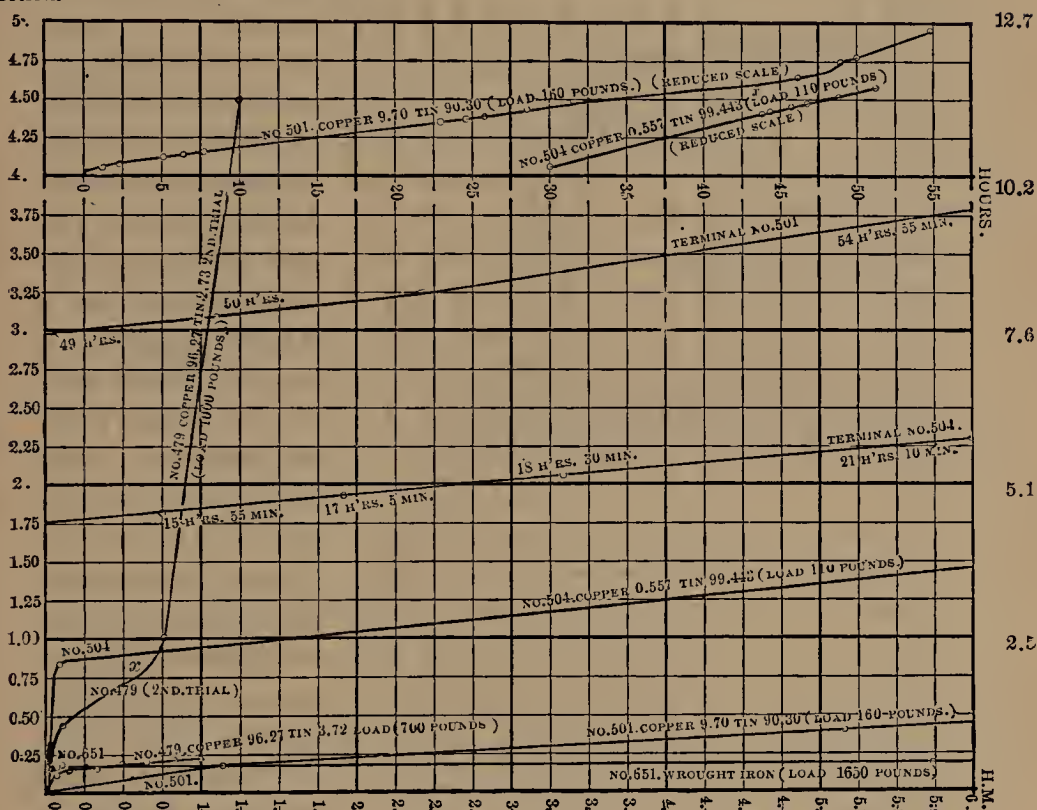 5.
12.7
4.75
NO.501. COPPER 9.70 TIN 90.30 (LOAD 160 POUNDS.) (REDUCED SCALE)
4.50
NO.504 COPPER 0.557 TIN 99.443 (LOAD 110 POUNDS)
(REDUCED SCALE)
4.25
4.
0 5 10 15 20 25 30 35 40 45 50 55
HOURS.
10.2
3.75
TERMINAL NO.501
54 H'RS. 55 MIN.
3.50
3.25
50 H'RS.
3.
49 H'RS.
7.6
NO.479 COPPER 96.27 TIN 2.73 2ND.TRIAL
(LOAD 1000 POUNDS.)
2.75
2.50
2.25
TERMINAL NO.504.
18 H'RS. 30 MIN.
21 H'RS. 10 MIN.
2.
5.1
17 H'RS. 5 MIN.
15 H'RS. 55 MIN.
1.75
1.50
NO.504.COPPER 0.557 TIN 99.443 (LOAD 110 POUNDS.)
1.25
1.00
2.5
NO.504
x
0.75
NO.479 (2ND.TRIAL)
0.50
NO.501.COPPER 9.70 TIN 90.30 (LOAD 160-POUNDS.)
NO.479.COPPER 96.27 TIN 3.72 LOAD (700 POUNDS)
NO.651
0.25
NO.501.
NO.651. WROUGHT IRON (LOAD 1650 POUNDS)
H.M.